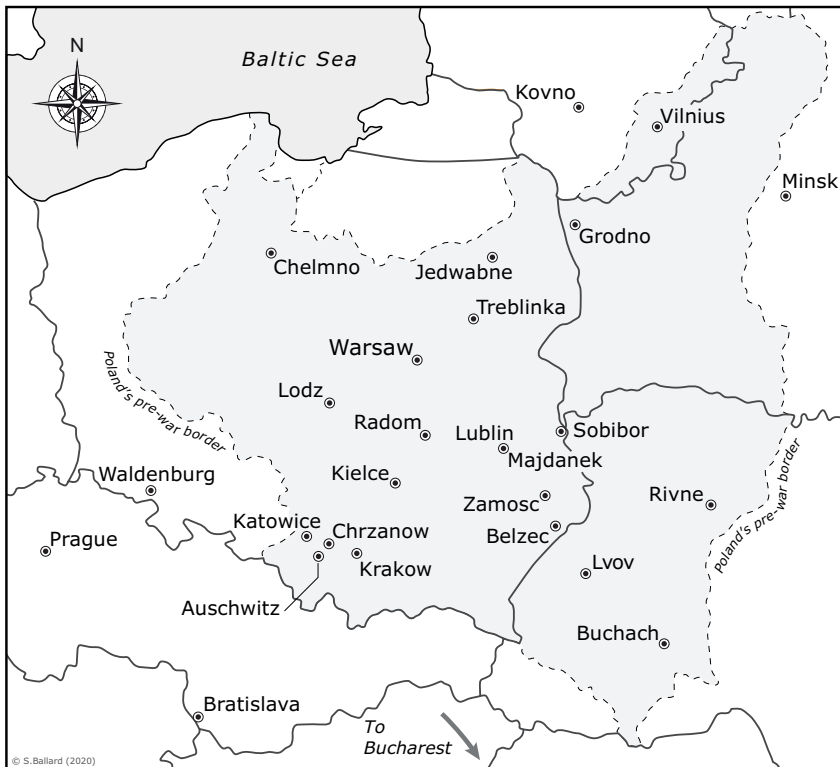 N
Baltic Sea
Kovno
Vilnius
Minsk
Grodno
Chelmno
Jedwabne
Treblinka
Warsaw
Poland's pre-war border
Lodz
Radom
Lublin
Sobibor
Majdanek
Waldenburg
Kielce
Zamosc
Rivne
Poland's pre-war border
Katowice
Chrzanow
Belzec
Prague
Krakow
Lvov
Auschwitz
Buchach
Bratislava
To
Bucharest
© S.Ballard (2020)